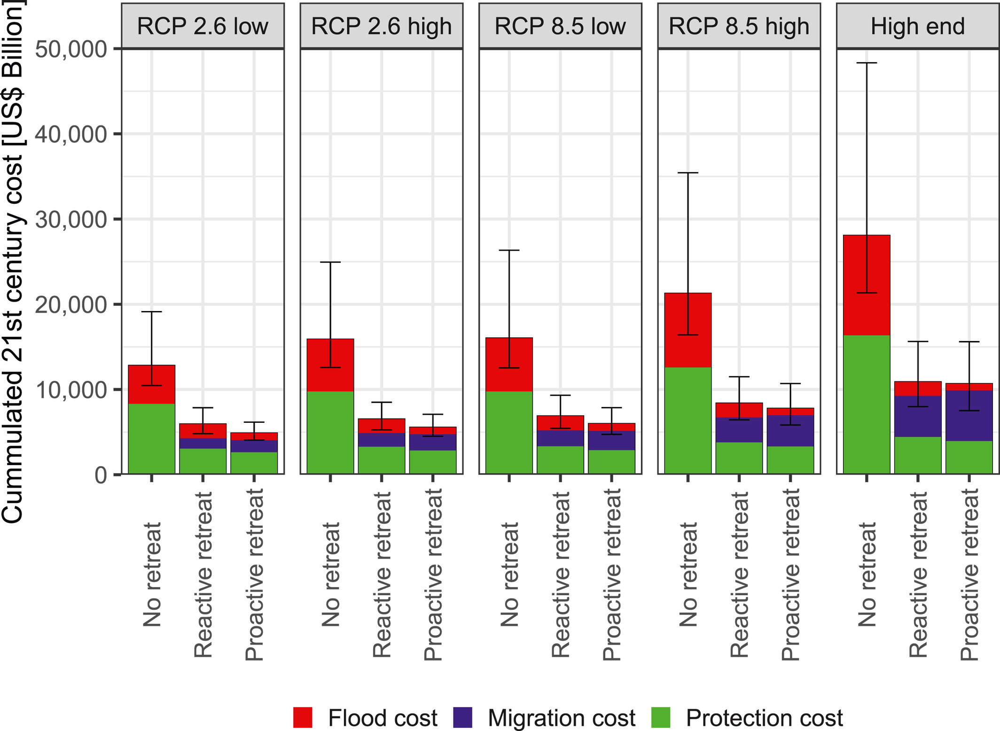 Cummulated 21st century cost [US$ Billion]
RCP 2.6 low
RCP 2.6 high
RCP 8.5 low
RCP 8.5 high
High end
50,000
40,000
30,000
20,000
10,000
0
No retreat
Reactive retreat
Proactive retreat
No retreat
Reactive retreat
Proactive retreat
No retreat
Reactive retreat
Proactive retreat
No retreat
Reactive retreat
Proactive retreat
No retreat
Reactive retreat
Proactive retreat
Flood cost
Migration cost
Protection cost